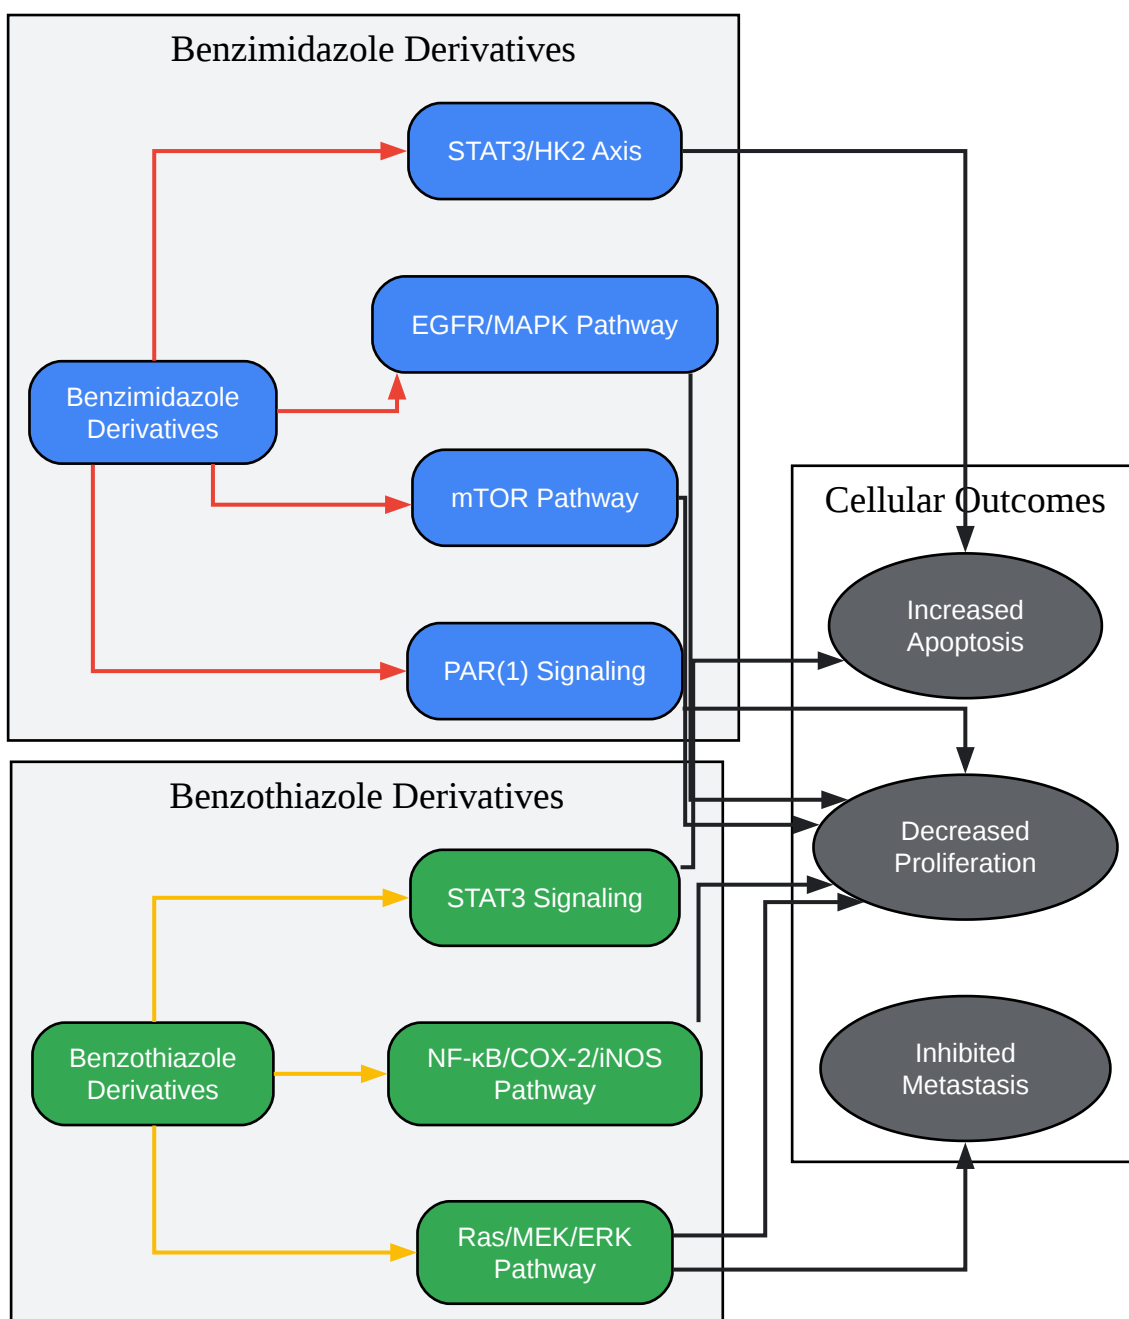 Benzimidazole Derivatives
STAT3/HK2 Axis
EGFR/MAPK Pathway
Benzimidazole
Derivatives
mTOR Pathway
PAR(1) Signaling
Cellular Outcomes
Increased
Apoptosis
Decreased
Proliferation
Inhibited
Metastasis
Benzothiazole Derivatives
STAT3 Signaling
Benzothiazole
Derivatives
NF-κB/COX-2/iNOS
Pathway
Ras/MEK/ERK
Pathway